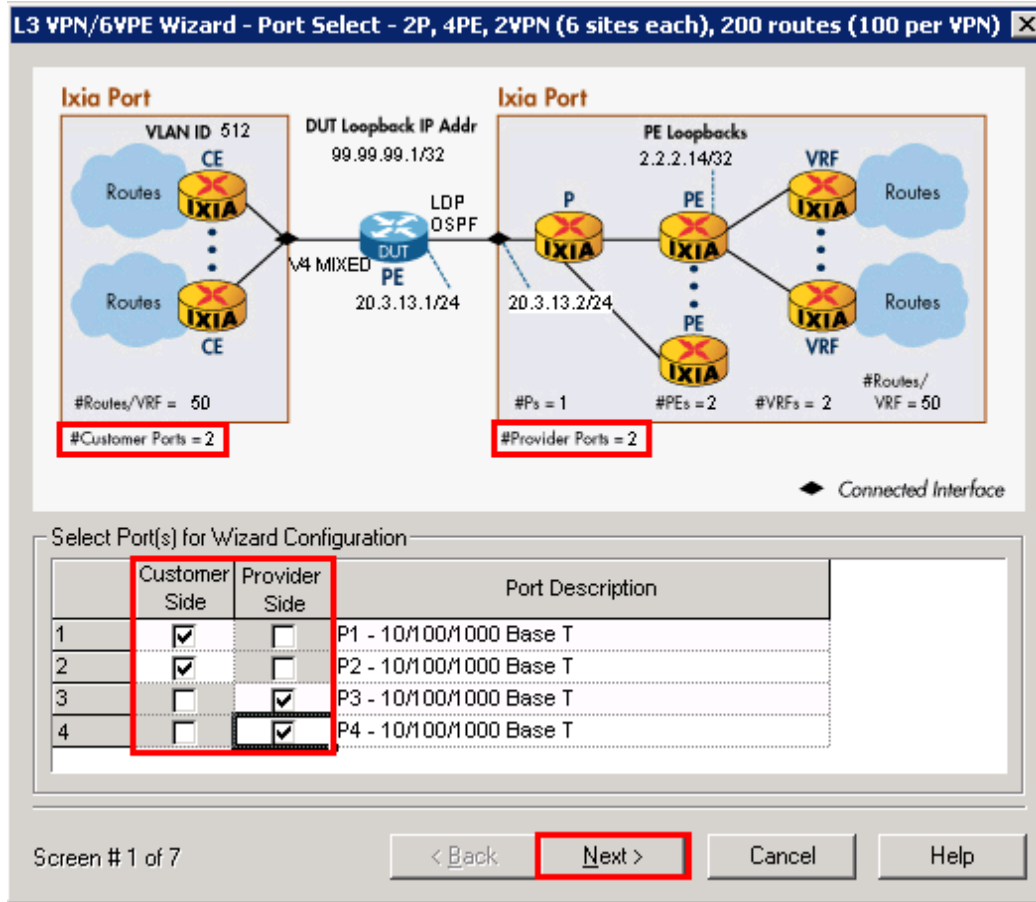 L3 VPN/6VPE Wizard - Port Select - 2P, 4PE, 2VPN (6 sites each), 200 routes (100 per VPN)
Ixia Port
Ixia Port
VLAN ID 512
DUT Loopback IP Addr
99.99.99.1/32
PE Loopbacks
2.2.2.14/32
CE
Routes
IXIA
LDP
OSPF
DUT
PE
V4 MIXED
20.3.13.1/24
20.3.13.2/24
P
IXIA
PE
IXIA
VRF
IXIA
Routes
Routes
IXIA
CE
PE
IXIA
IXIA
VRF
Routes
#Routes/VRF = 50
#Ps = 1
#PEs = 2
#VRFs = 2
#Routes/
VRF = 50
#Customer Ports = 2
#Provider Ports = 2
Connected Interface
Select Port(s) for Wizard Configuration
Customer Side
Provider Side
Port Description
1 P1 - 10/100/1000 Base T
2 P2 - 10/100/1000 Base T
3 P3 - 10/100/1000 Base T
4 P4 - 10/100/1000 Base T
Screen # 1 of 7
< Back
Next >
Cancel
Help